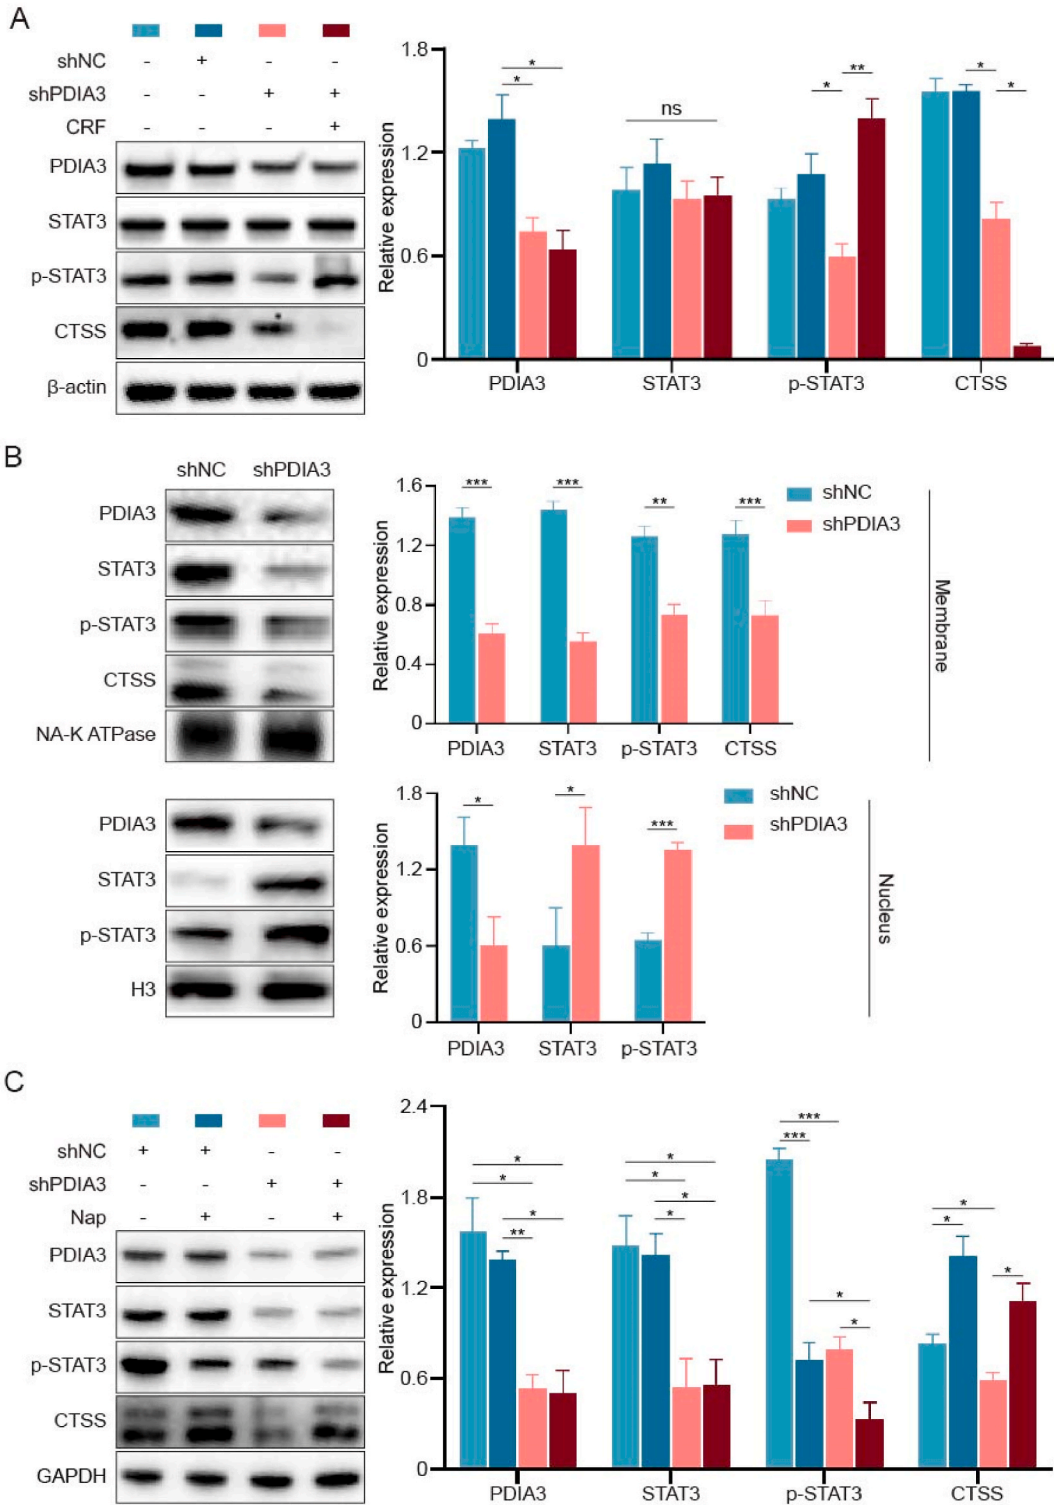 A
shNC - + - -
shPDIA3 - - + +
CRF - - - +
PDIA3
STAT3
p-STAT3
CTSS
β-actin
Relative expression
1.8
1.2
0.6
0
* * ns * ** * *
PDIA3 STAT3 p-STAT3 CTSS
B
shNC shPDIA3
PDIA3
STAT3
p-STAT3
CTSS
NA-K ATPase
Relative expression
1.6
1.2
0.8
0.4
0
*** *** ** ***
PDIA3 STAT3 p-STAT3 CTSS
shNC
shPDIA3
Membrane
PDIA3
STAT3
p-STAT3
H3
Relative expression
1.8
1.2
0.6
0
* * ***
PDIA3 STAT3 p-STAT3
shNC
shPDIA3
Nucleus
C
shNC + + - -
shPDIA3 - - + +
Nap - + - +
PDIA3
STAT3
p-STAT3
CTSS
GAPDH
Relative expression
2.4
1.8
1.2
0.6
0
* * * **
* * * *
*** *** * *
* * *
PDIA3 STAT3 p-STAT3 CTSS